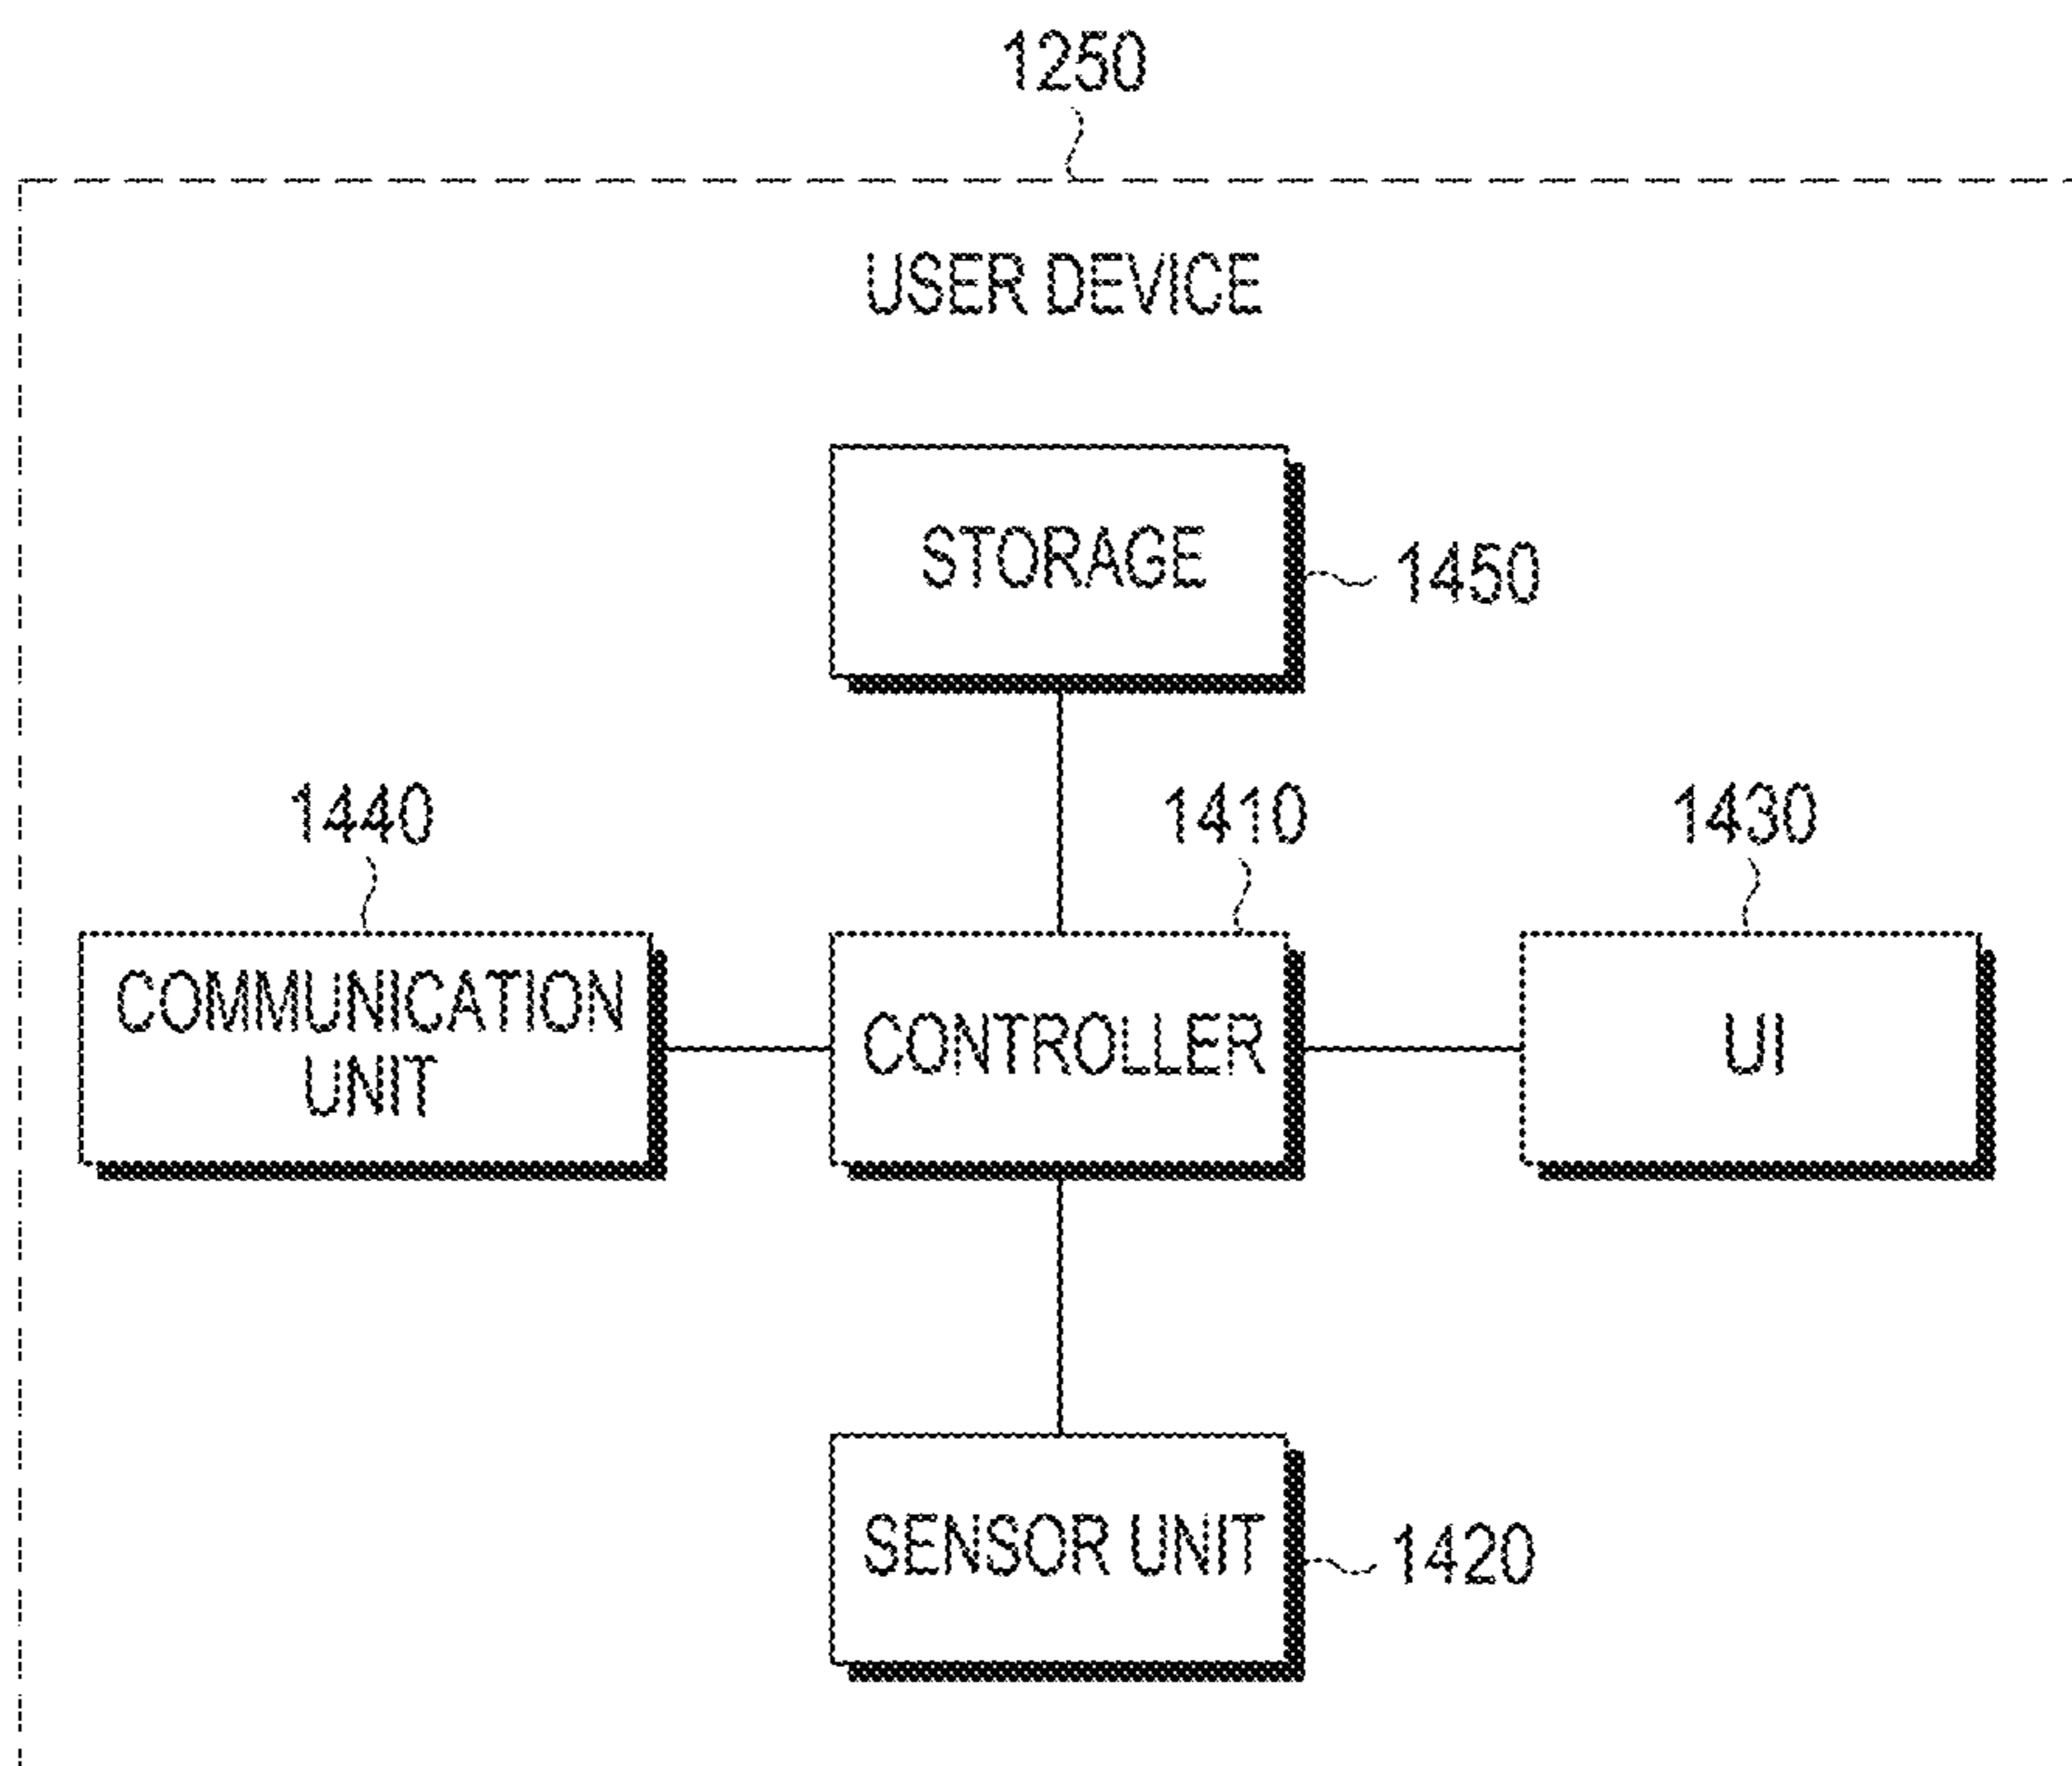 1250
USER DEVICE
STORAGE
1450
1440
1410
1430
COMMUNICATION
UNIT
CONTROLLER
UI
SENSOR UNIT
1420